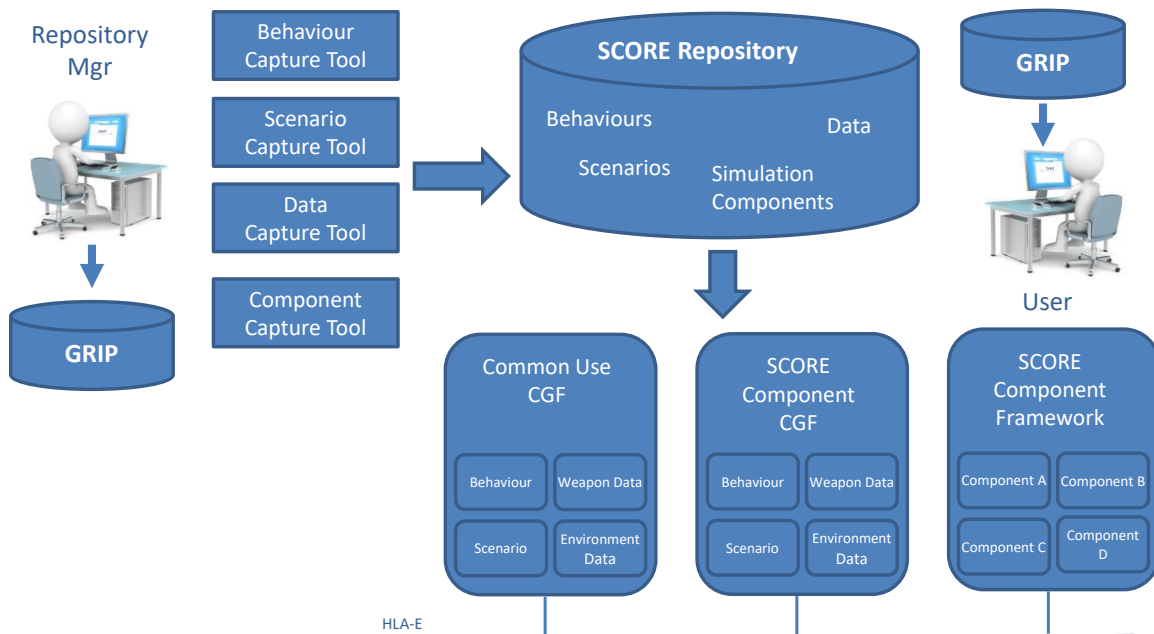 Repository
Mgr
GRIP
Behaviour
Capture Tool
Scenario
Capture Tool
Data
Capture Tool
Component
Capture Tool
SCORE Repository
Behaviours
Data
Scenarios
Simulation
Components
GRIP
User
Common Use
CGF
Behaviour
Weapon Data
Scenario
Environment
Data
SCORE
Component
CGF
Behaviour
Weapon Data
Scenario
Environment
Data
SCORE
Component
Framework
Component A
Component B
Component C
Component
D
HLA-E